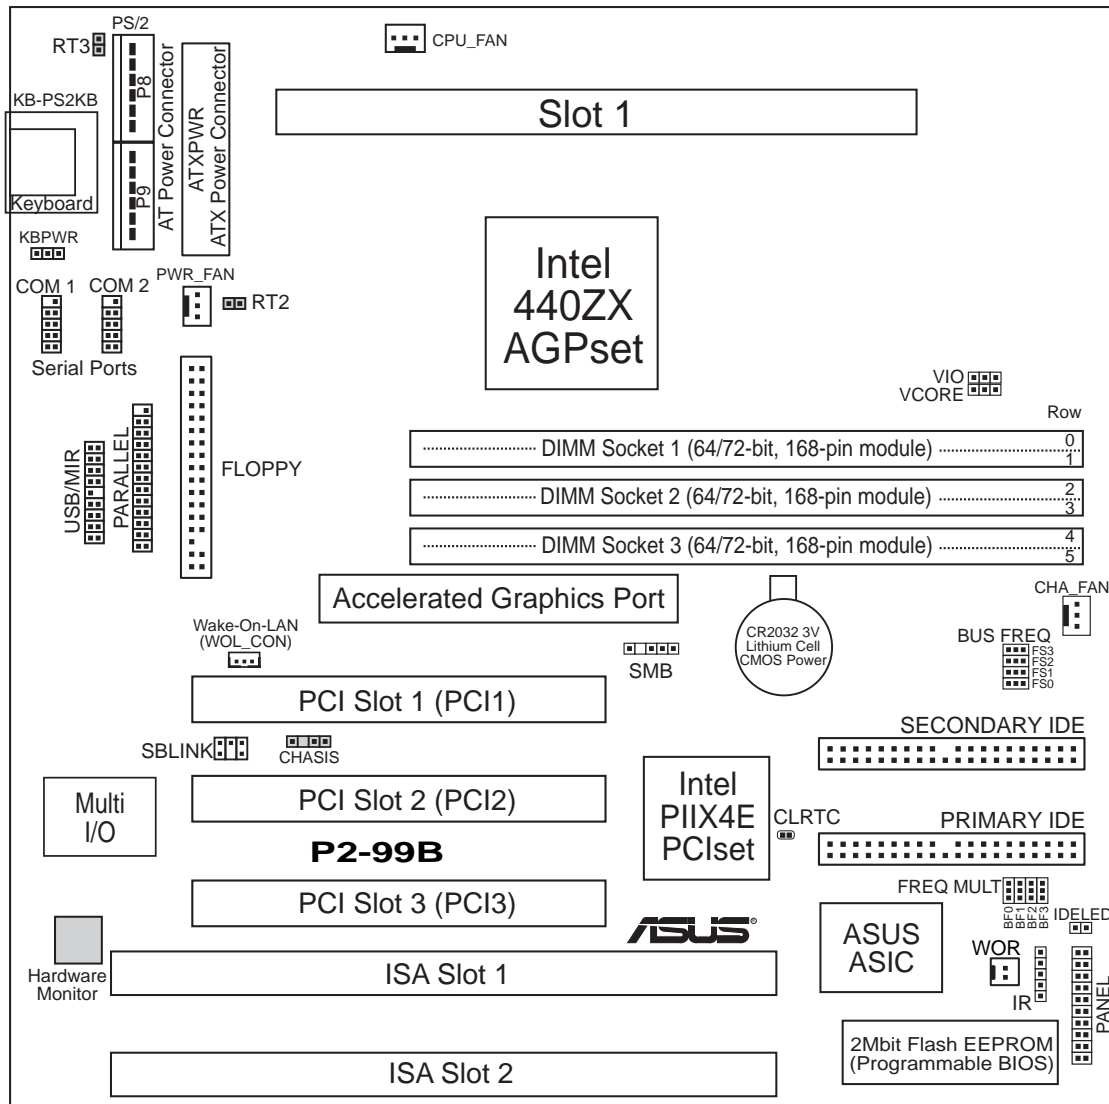 PS/2
RT3
CPU_FAN
P8
P9
AT Power Connector
ATXPWR
ATX Power Connector
Slot 1
KB-PS2KB
Keyboard
KBPWR
COM 1
COM 2
Serial Ports
PWR_FAN
RT2
Intel
440ZX
AGPset
VIO
VCORE
Row
USB/MIR
PARALLEL
FLOPPY
DIMM Socket 1 (64/72-bit, 168-pin module)
0
1
DIMM Socket 2 (64/72-bit, 168-pin module)
2
3
DIMM Socket 3 (64/72-bit, 168-pin module)
4
5
Accelerated Graphics Port
CHA_FAN
Wake-On-LAN
(WOL_CON)
SMB
CR2032 3V
Lithium Cell
CMOS Power
BUS FREQ
FS3
FS2
FS1
FS0
PCI Slot 1 (PCI1)
SECONDARY IDE
SBLINK
CHASIS
Multi
I/O
PCI Slot 2 (PCI2)
Intel
PIIX4E
PCIset
CLRTC
PRIMARY IDE
P2-99B
FREQ MULT
BF0
BF1
BF2
BF3
IDELED
PCI Slot 3 (PCI3)
ASUS
®
ASUS
ASIC
WOR
IR
PANEL
Hardware
Monitor
ISA Slot 1
2Mbit Flash EEPROM
(Programmable BIOS)
ISA Slot 2